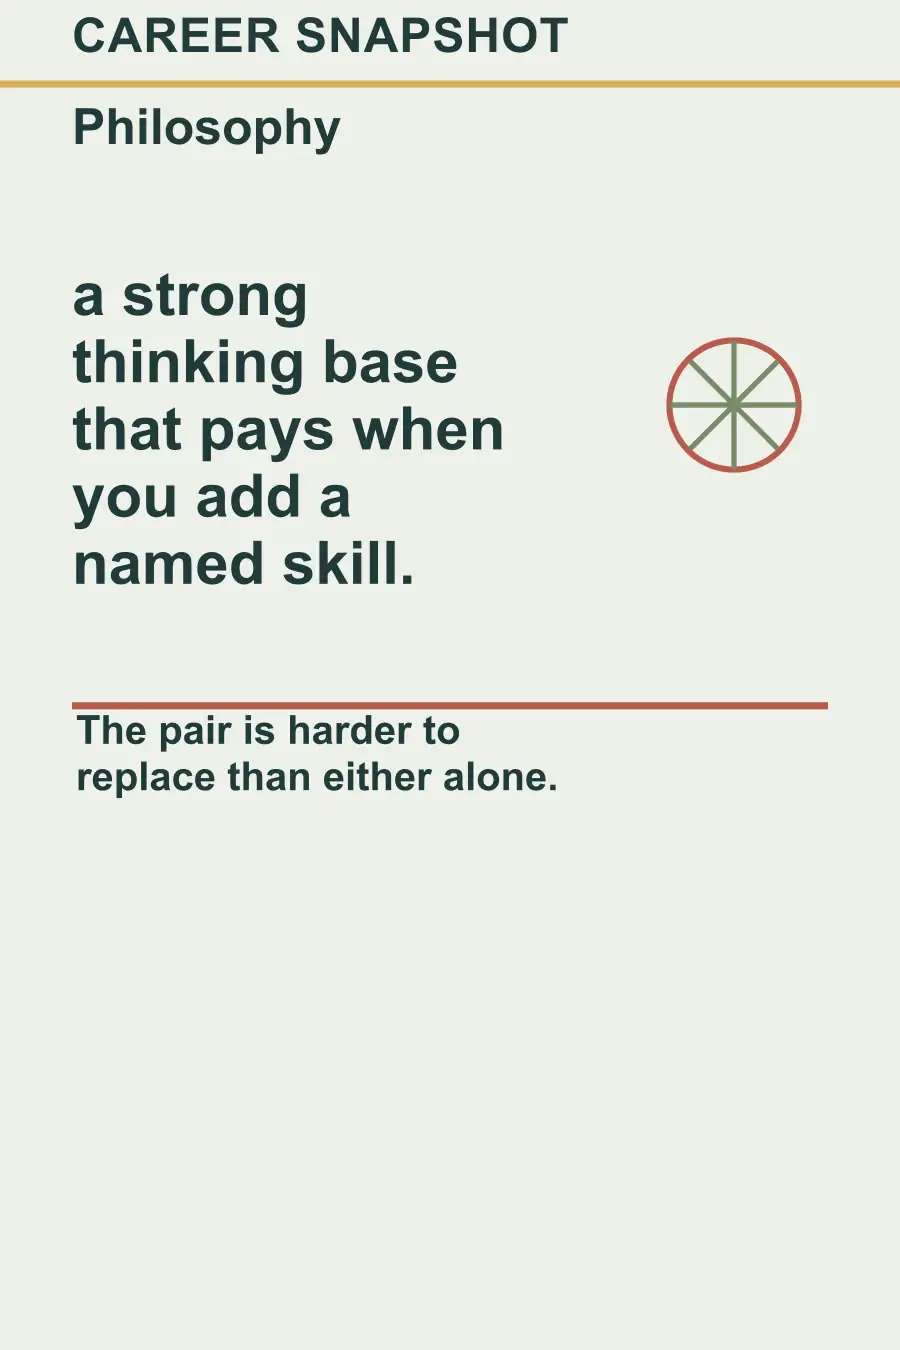 CAREER SNAPSHOT
Philosophy
a strong
thinking base
that pays when
you add a
named skill.
The pair is harder to
replace than either alone.